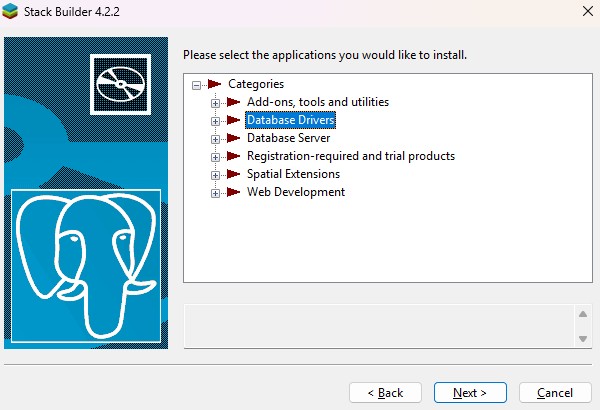 Stack Builder 4.2.2
Please select the applications you would like to install.
Categories
Add-ons, tools and utilities
Database Drivers
Database Server
Registration-required and trial products
Spatial Extensions
Web Development
< Back
Next >
Cancel